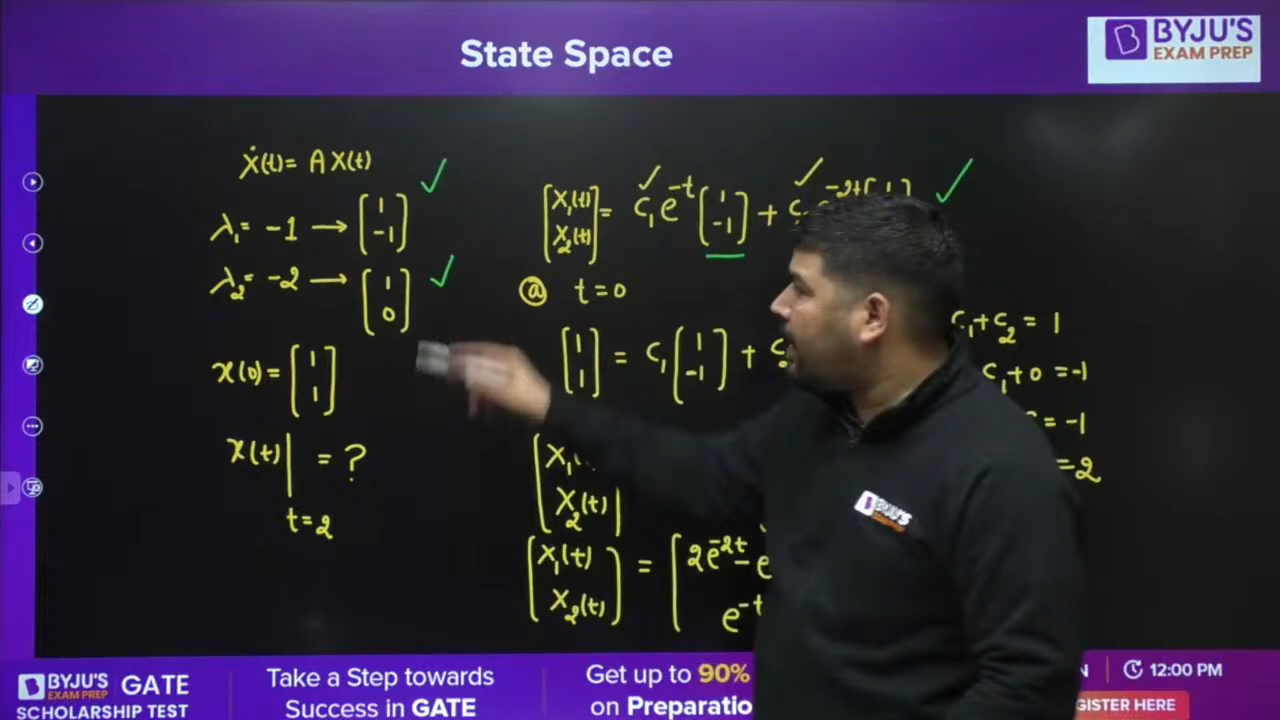 State Space
BYJU'S
EXAM PREP
Ẋ(t) = A X(t)
λ₁ = -1 → [1 -1]
λ₂ = -2 → [1 0]
x(0) = [1 1]
x(t)| = ?
t=2
[X₁(t) X₂(t)] = C₁e^-t [1 -1] +
@ t=0
[1 1] = C₁ [1 -1] +
C₁+C₂ = 1
C₁+0 = -1
= -1
=2
X₂(t)
[X₁(t) X₂(t)] = [2e^-2t -
e^-t
BYJU'S
BYJU'S
EXAM PREP
GATE
SCHOLARSHIP TEST
Take a Step towards
Success in GATE
Get up to 90%
on
12:00 PM
HERE